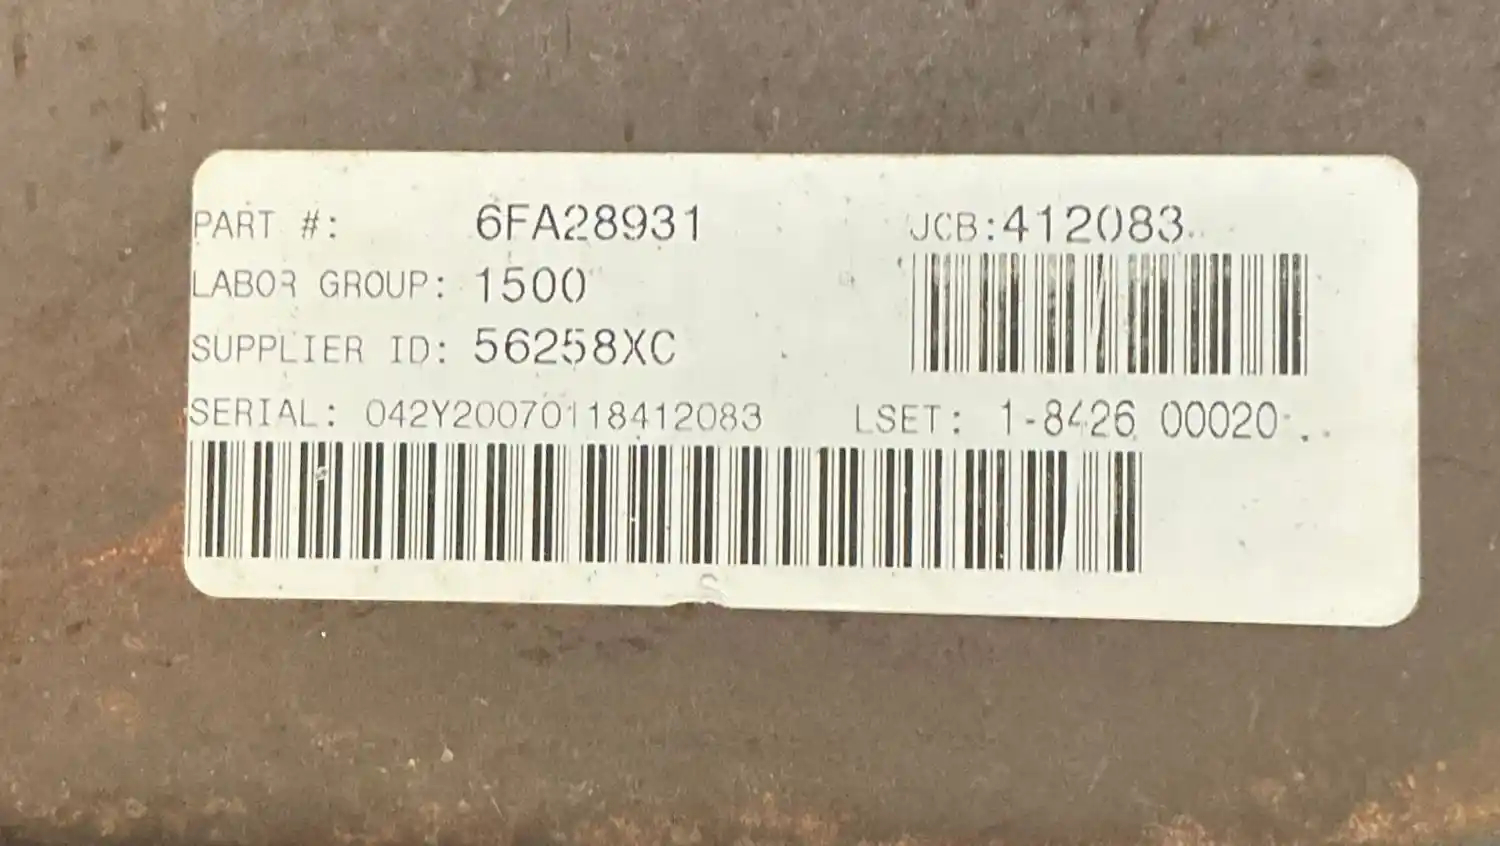 PART #: 6FA28931 JCB:412083
LABOR GROUP: 1500
SUPPLIER ID: 56258XC
SERIAL: 042Y20070118412083 LSET: 1-8426 00020